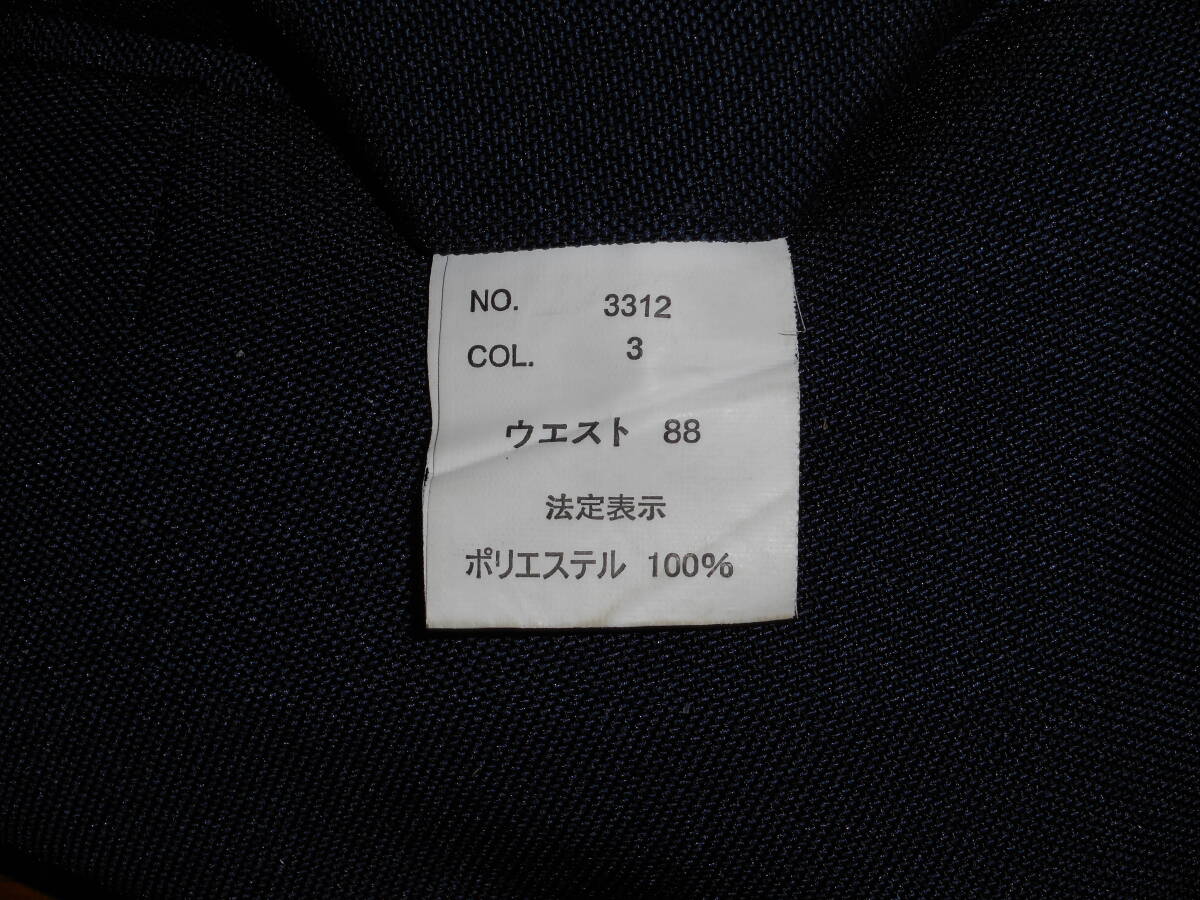 NO. 3312
COL. 3
ウエスト 88
法定表示
ポリエステル 100%